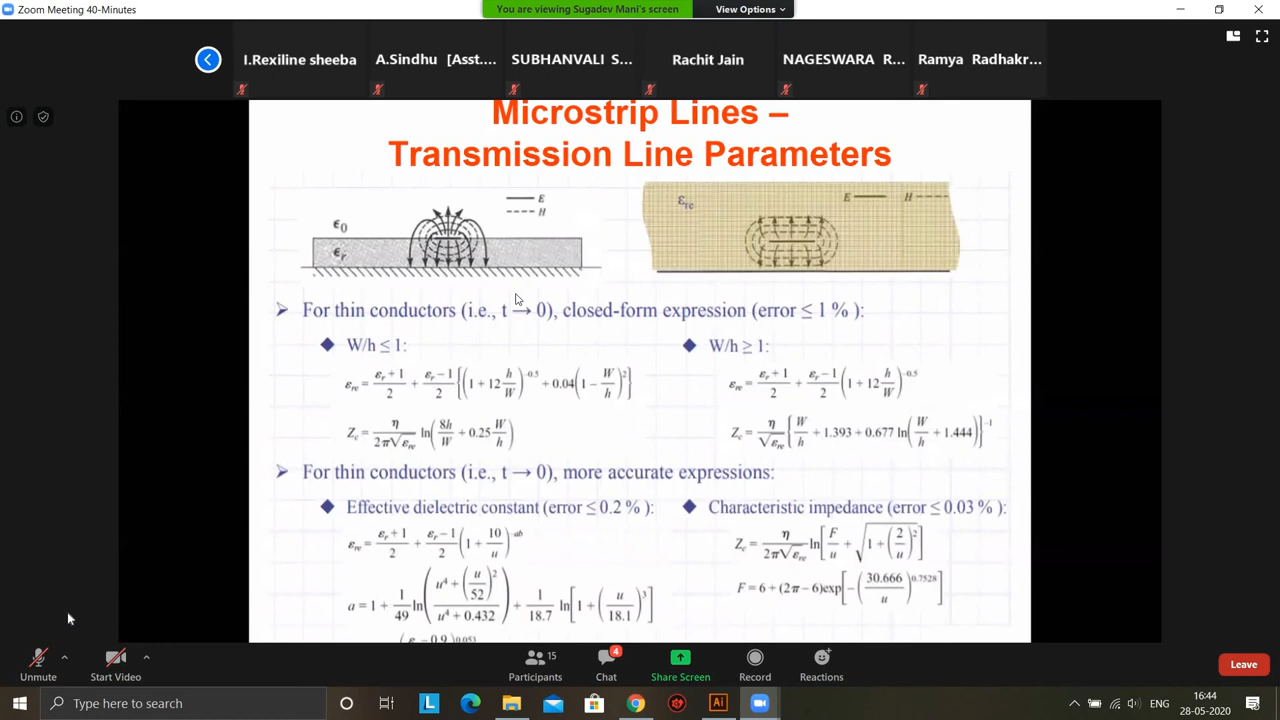 Zoom Meeting 40-Minutes
You are viewing Sugadev Mani's screen
View Options
I.Rexiline sheeba
A.Sindhu [Asst....
SUBHANVALI S...
Rachit Jain
NAGESWARA R...
Ramya Radhakr...
Microstrip Lines –
Transmission Line Parameters
ϵ0
ϵr
E
H
εre
E
H
➢ For thin conductors (i.e., t → 0), closed-form expression (error ≤ 1 % ):
◆ W/h ≤ 1:
εre = (εr + 1)/2 + (εr − 1)/2 {(1 + 12 h/W)^-0.5 + 0.04(1 − W/h)^2}
Zc = η/(2π√εre) ln(8h/W + 0.25 W/h)
◆ W/h ≥ 1:
εre = (εr + 1)/2 + (εr − 1)/2 (1 + 12 h/W)^-0.5
Zc = η/√εre {W/h + 1.393 + 0.677 ln(W/h + 1.444)}^-1
➢ For thin conductors (i.e., t → 0), more accurate expressions:
◆ Effective dielectric constant (error ≤ 0.2 % ):
εre = (εr + 1)/2 + (εr − 1)/2 (1 + 10/u)^-ab
a = 1 + 1/49 ln((u^4 + (u/52)^2)/(u^4 + 0.432)) + 1/18.7 ln[1 + (u/18.1)^3]
◆ Characteristic impedance (error ≤ 0.03 % ):
Zc = η/(2π√εre) ln[F/u + √(1 + (2/u)^2)]
F = 6 + (2π − 6)exp[−(30.666/u)^0.7528]
Unmute
Start Video
15
Participants
4
Chat
Share Screen
Record
Reactions
Leave
Type here to search
L
Ai
ENG
16:44
28-05-2020